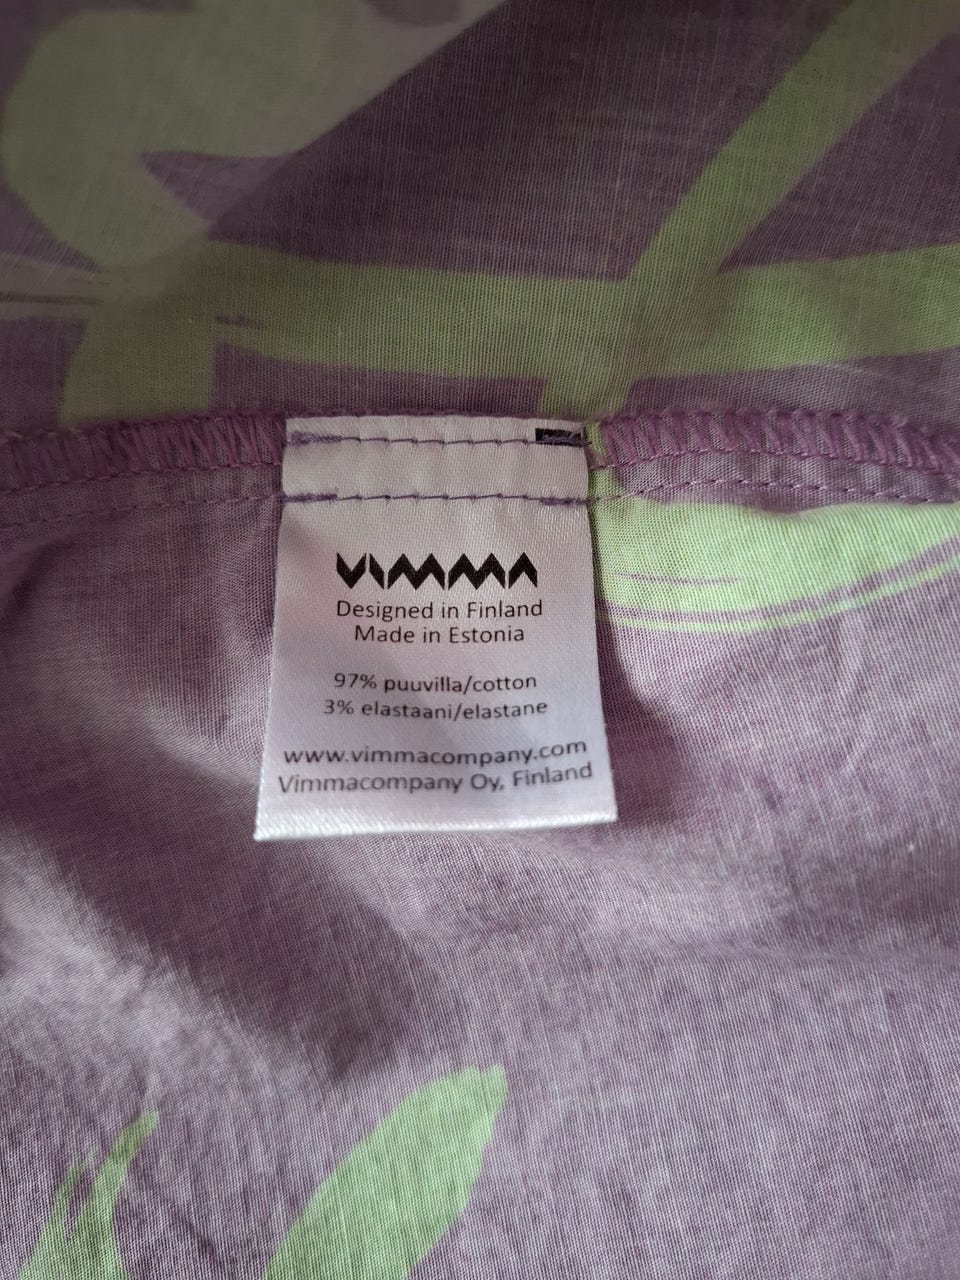 VIMMA
Designed in Finland
Made in Estonia
97% puuvilla/cotton
3% elastaani/elastane
www.vimmacompany.com
Vimmacompany Oy, Finland